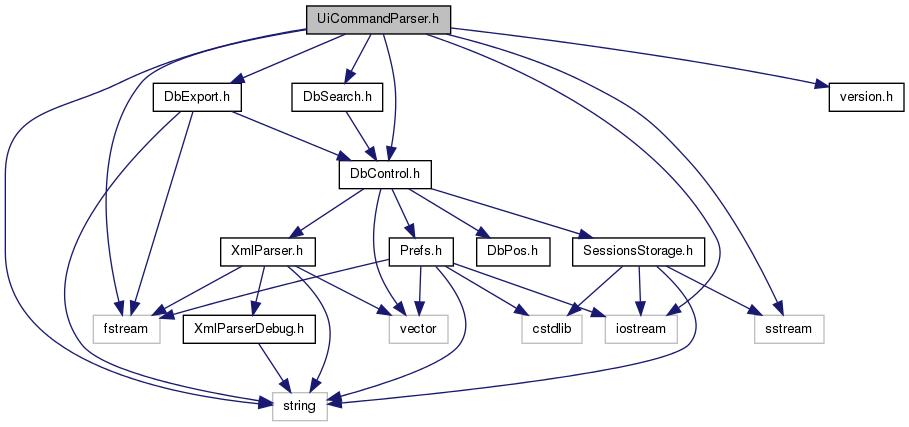 UiCommandParser.h
DbExport.h
DbSearch.h
version.h
DbControl.h
XmlParser.h
Prefs.h
DbPos.h
SessionsStorage.h
fstream
XmlParserDebug.h
vector
cstdlib
iostream
sstream
string